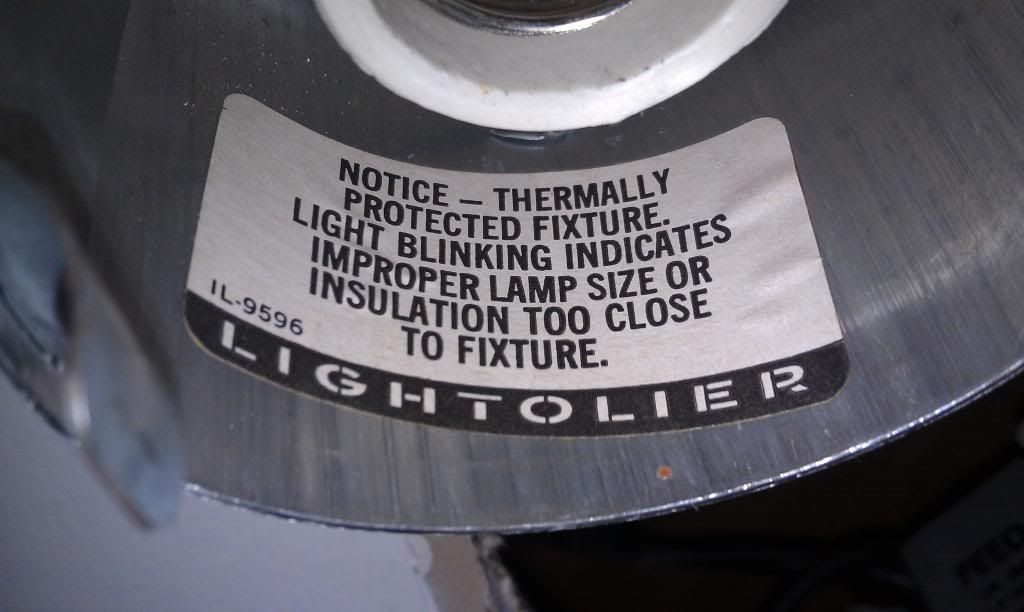 NOTICE — THERMALLY
PROTECTED FIXTURE.
LIGHT BLINKING INDICATES
IMPROPER LAMP SIZE OR
INSULATION TOO CLOSE
TO FIXTURE.
IL-9596
LIGHTOLIER
FEED